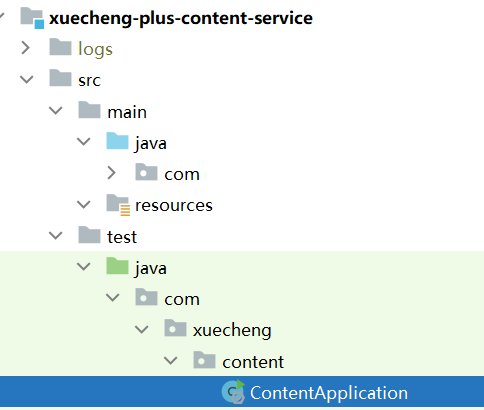 xuecheng-plus-content-service
logs
src
main
java
com
resources
test
java
com
xuecheng
content
ContentApplication